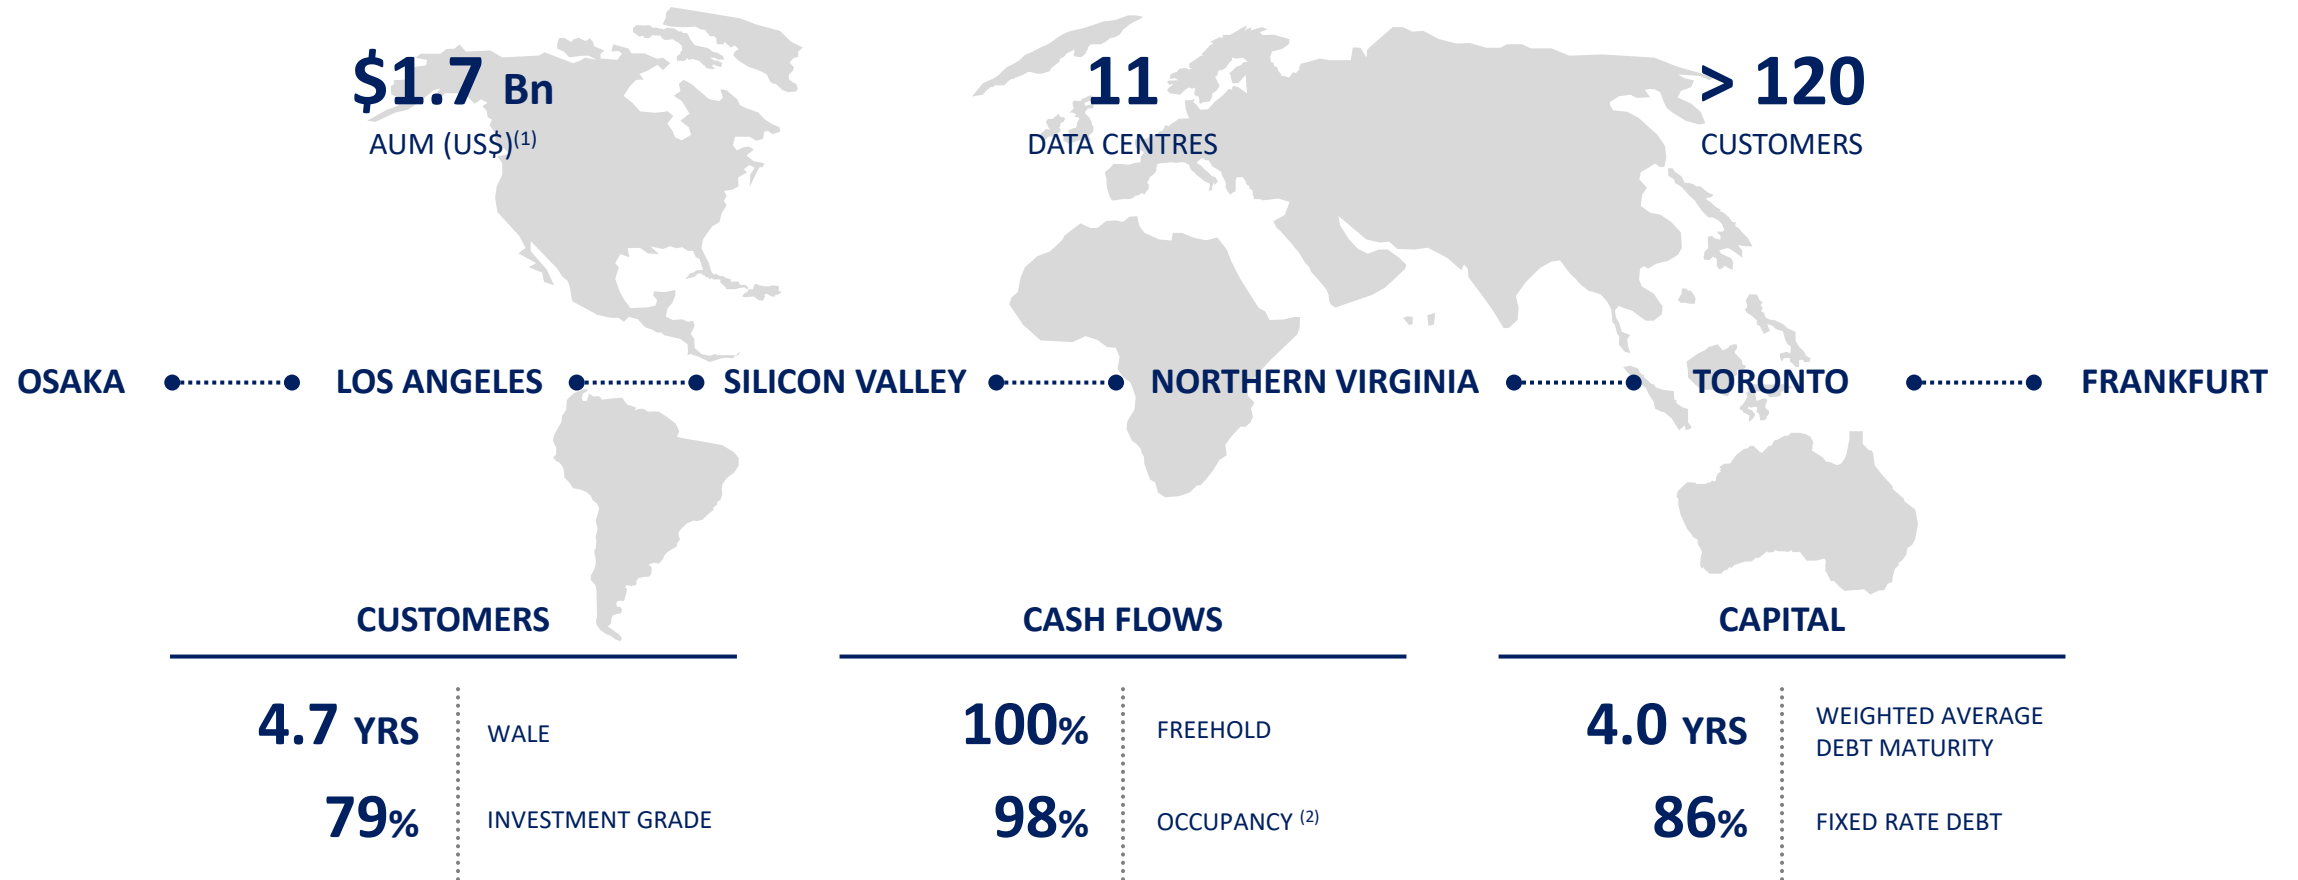 $1.7 Bn
AUM (US$)(1)
11
DATA CENTRES
> 120
CUSTOMERS
OSAKA
LOS ANGELES
SILICON VALLEY
NORTHERN VIRGINIA
TORONTO
FRANKFURT
CUSTOMERS
4.7 YRS
WALE
79%
INVESTMENT GRADE
CASH FLOWS
100%
FREEHOLD
98%
OCCUPANCY (2)
CAPITAL
4.0 YRS
WEIGHTED AVERAGE
DEBT MATURITY
86%
FIXED RATE DEBT